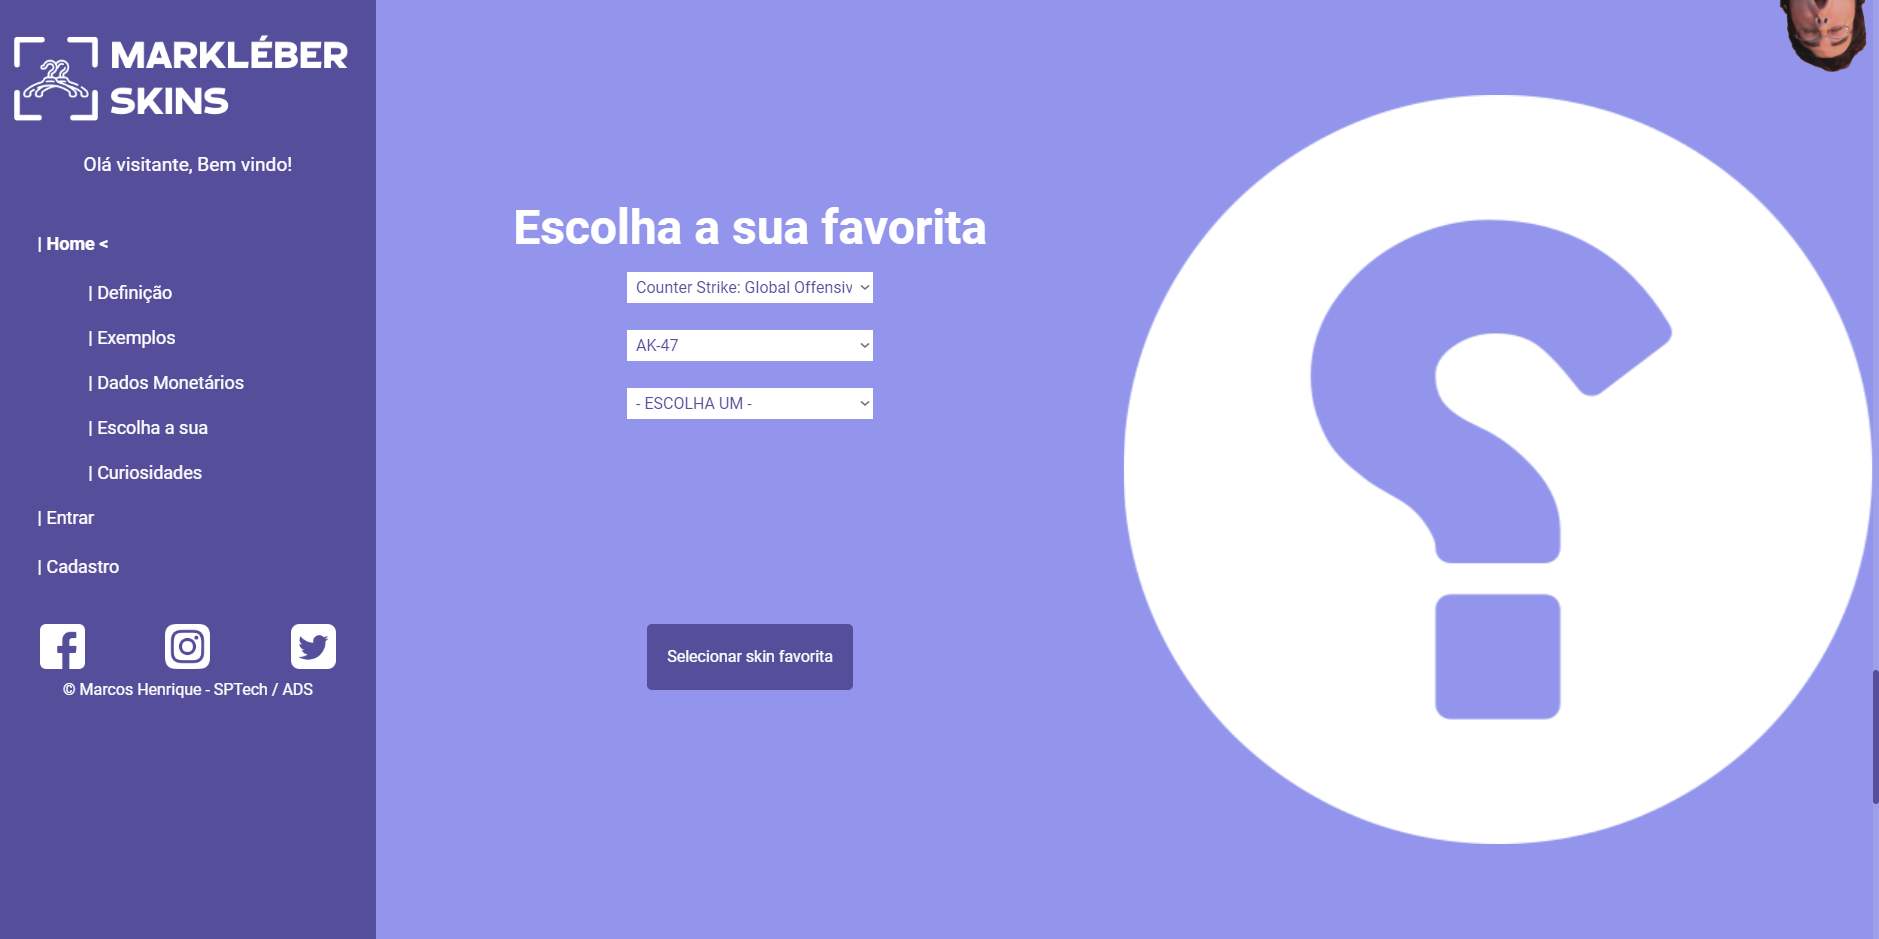 MARKLÉBER
SKINS
Olá visitante, Bem vindo!
| Home <
| Definição
| Exemplos
| Dados Monetários
| Escolha a sua
| Curiosidades
| Entrar
| Cadastro
© Marcos Henrique - SPTech / ADS
Escolha a sua favorita
Counter Strike: Global Offensiv
AK-47
- ESCOLHA UM -
Selecionar skin favorita